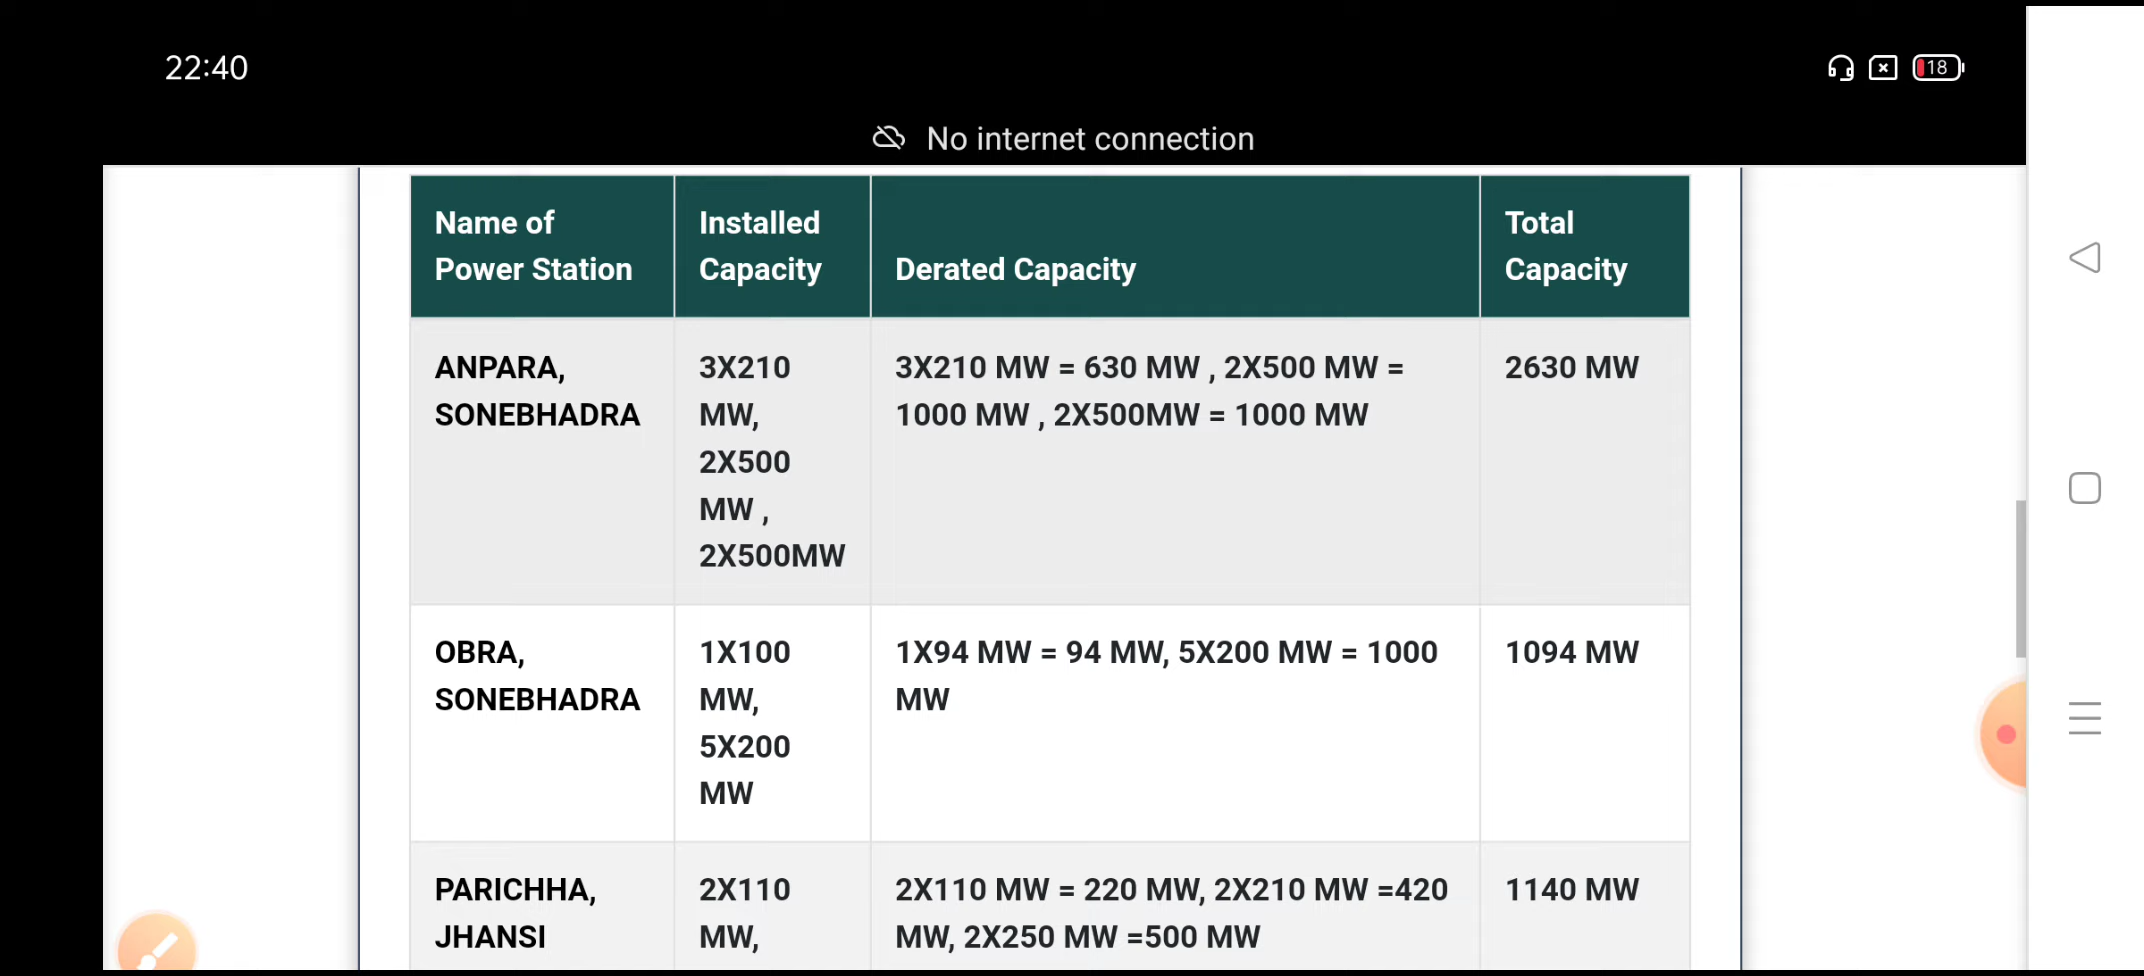 22:40
18
No internet connection
Name of
Power Station
Installed
Capacity
Derated Capacity
Total
Capacity
ANPARA,
SONEBHADRA
3X210
MW,
2X500
MW ,
2X500MW
3X210 MW = 630 MW , 2X500 MW =
1000 MW , 2X500MW = 1000 MW
2630 MW
OBRA,
SONEBHADRA
1X100
MW,
5X200
MW
1X94 MW = 94 MW, 5X200 MW = 1000
MW
1094 MW
PARICHHA,
JHANSI
2X110
MW,
2X110 MW = 220 MW, 2X210 MW =420
MW, 2X250 MW =500 MW
1140 MW